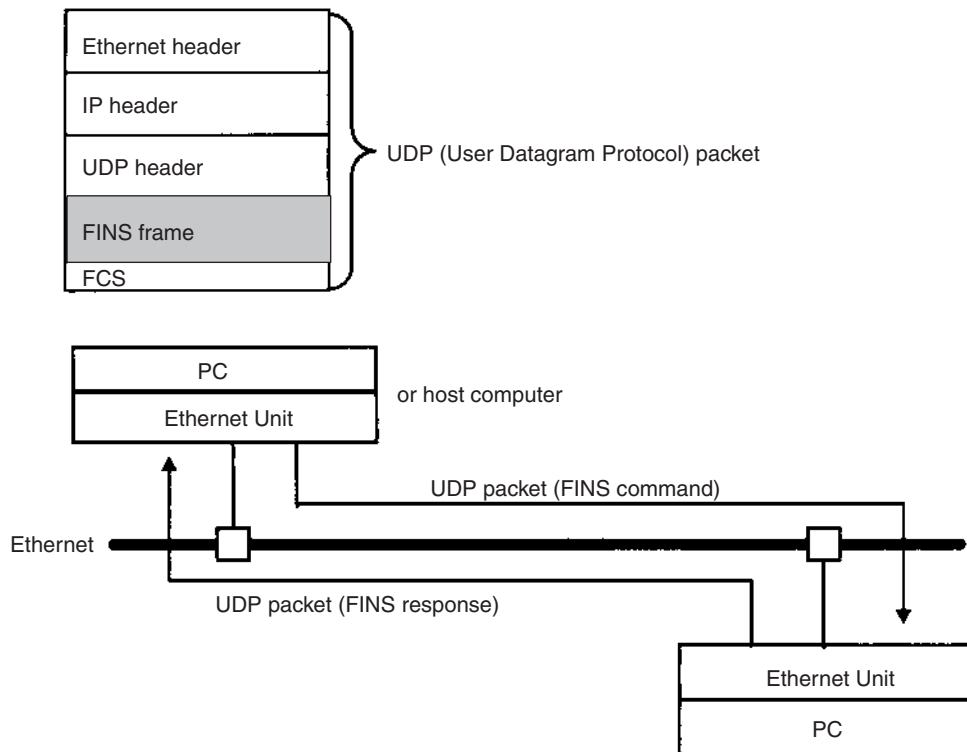 Ethernet header
IP header
UDP header
FINS frame
FCS
UDP (User Datagram Protocol) packet
PC
Ethernet Unit
or host computer
UDP packet (FINS command)
Ethernet
UDP packet (FINS response)
Ethernet Unit
PC